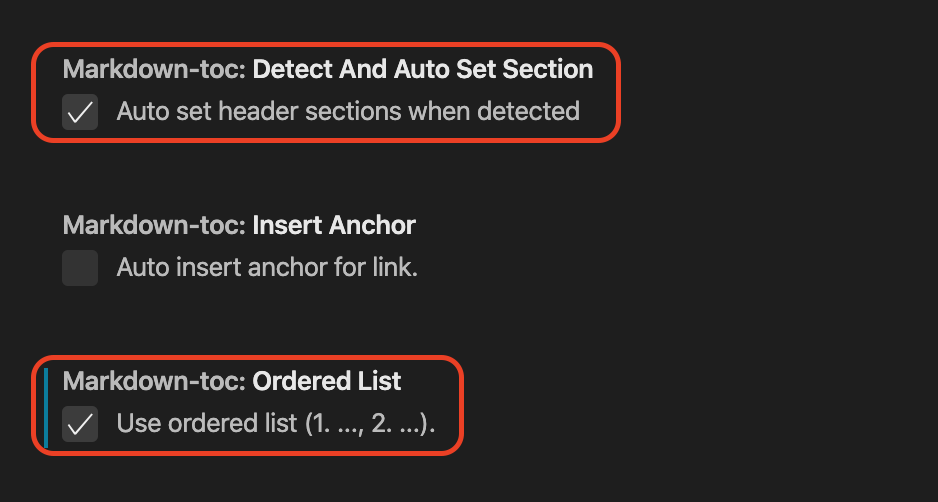 Markdown-toc: Detect And Auto Set Section
Auto set header sections when detected
Markdown-toc: Insert Anchor
Auto insert anchor for link.
Markdown-toc: Ordered List
Use ordered list (1. ..., 2. ...).